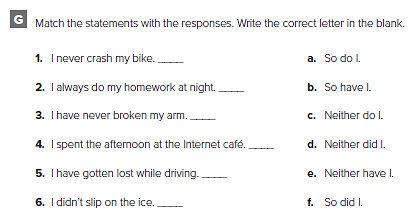 G Match the statements with the responses. Write the correct letter in the blank.
1. I never crash my bike. _____ a. So do I.
2. I always do my homework at night. _____ b. So have I.
3. I have never broken my arm. _____ c. Neither do I.
4. I spent the afternoon at the Internet café. _____ d. Neither did I.
5. I have gotten lost while driving. _____ e. Neither have I.
6. I didn't slip on the ice. _____ f. So did I.